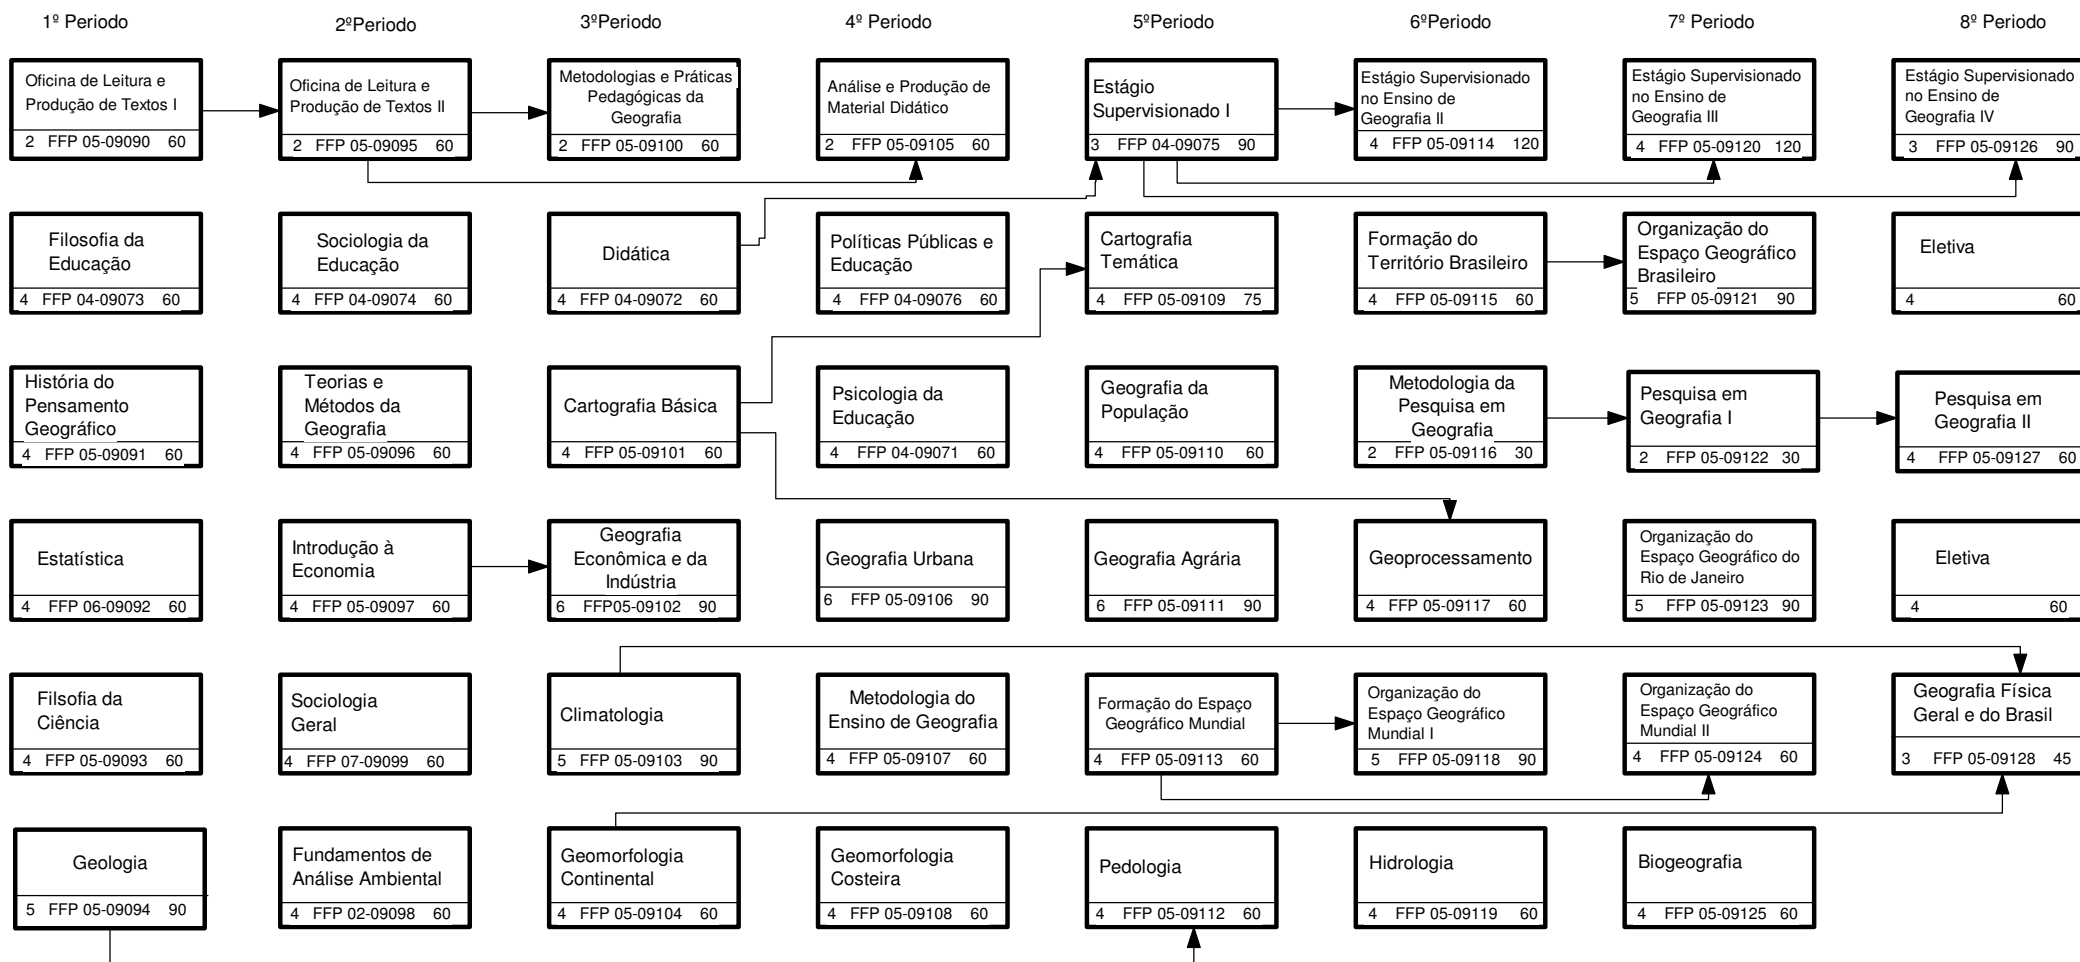 1º Periodo
2ºPeriodo
3ºPeriodo
4º Periodo
5ºPeriodo
6ºPeriodo
7º Periodo
8º Periodo
Oficina de Leitura e
Produção de Textos I
2 FFP 05-09090 60
Oficina de Leitura e
Produção de Textos II
2 FFP 05-09095 60
Metodologias e Práticas
Pedagógicas da
Geografia
2 FFP 05-09100 60
Análise e Produção de
Material Didático
2 FFP 05-09105 60
Estágio
Supervisionado I
3 FFP 04-09075 90
Estágio Supervisionado
no Ensino de
Geografia II
4 FFP 05-09114 120
Estágio Supervisionado
no Ensino de
Geografia III
4 FFP 05-09120 120
Estágio Supervisionado
no Ensino de
Geografia IV
3 FFP 05-09126 90
Filosofia da
Educação
4 FFP 04-09073 60
Sociologia da
Educação
4 FFP 04-09074 60
Didática
4 FFP 04-09072 60
Políticas Públicas e
Educação
4 FFP 04-09076 60
Cartografia
Temática
4 FFP 05-09109 75
Formação do
Território Brasileiro
4 FFP 05-09115 60
Organização do
Espaço Geográfico
Brasileiro
5 FFP 05-09121 90
Eletiva
4 60
História do
Pensamento
Geográfico
4 FFP 05-09091 60
Teorias e
Métodos da
Geografia
4 FFP 05-09096 60
Cartografia Básica
4 FFP 05-09101 60
Psicologia da
Educação
4 FFP 04-09071 60
Geografia da
População
4 FFP 05-09110 60
Metodologia da
Pesquisa em
Geografia
2 FFP 05-09116 30
Pesquisa em
Geografia I
2 FFP 05-09122 30
Pesquisa em
Geografia II
4 FFP 05-09127 60
Estatística
4 FFP 06-09092 60
Introdução à
Economia
4 FFP 05-09097 60
Geografia
Econômica e da
Indústria
6 FFP05-09102 90
Geografia Urbana
6 FFP 05-09106 90
Geografia Agrária
6 FFP 05-09111 90
Geoprocessamento
4 FFP 05-09117 60
Organização do
Espaço Geográfico do
Rio de Janeiro
5 FFP 05-09123 90
Eletiva
4 60
Filsofia da
Ciência
4 FFP 05-09093 60
Sociologia
Geral
4 FFP 07-09099 60
Climatologia
5 FFP 05-09103 90
Metodologia do
Ensino de Geografia
4 FFP 05-09107 60
Formação do Espaço
Geográfico Mundial
4 FFP 05-09113 60
Organização do
Espaço Geográfico
Mundial I
5 FFP 05-09118 90
Organização do
Espaço Geográfico
Mundial II
4 FFP 05-09124 60
Geografia Física
Geral e do Brasil
3 FFP 05-09128 45
Geologia
5 FFP 05-09094 90
Fundamentos de
Análise Ambiental
4 FFP 02-09098 60
Geomorfologia
Continental
4 FFP 05-09104 60
Geomorfologia
Costeira
4 FFP 05-09108 60
Pedologia
4 FFP 05-09112 60
Hidrologia
4 FFP 05-09119 60
Biogeografia
4 FFP 05-09125 60